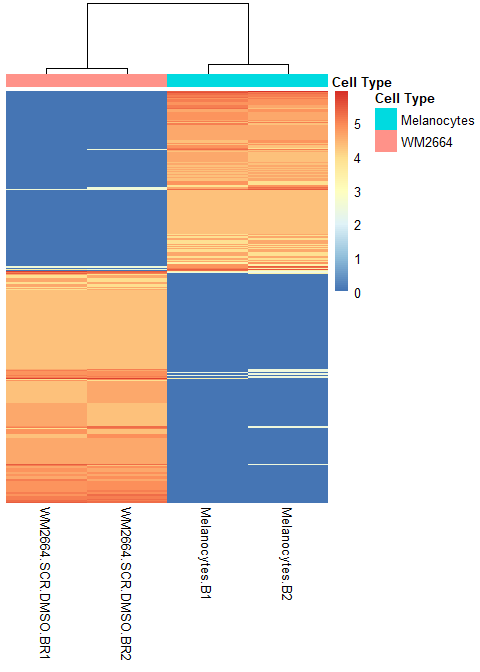 Cell Type
Cell Type
Melanocytes
WM2664
5
4
3
2
1
0
WM2664.SCR.DMSO.BR1
WM2664.SCR.DMSO.BR2
Melanocytes.B1
Melanocytes.B2